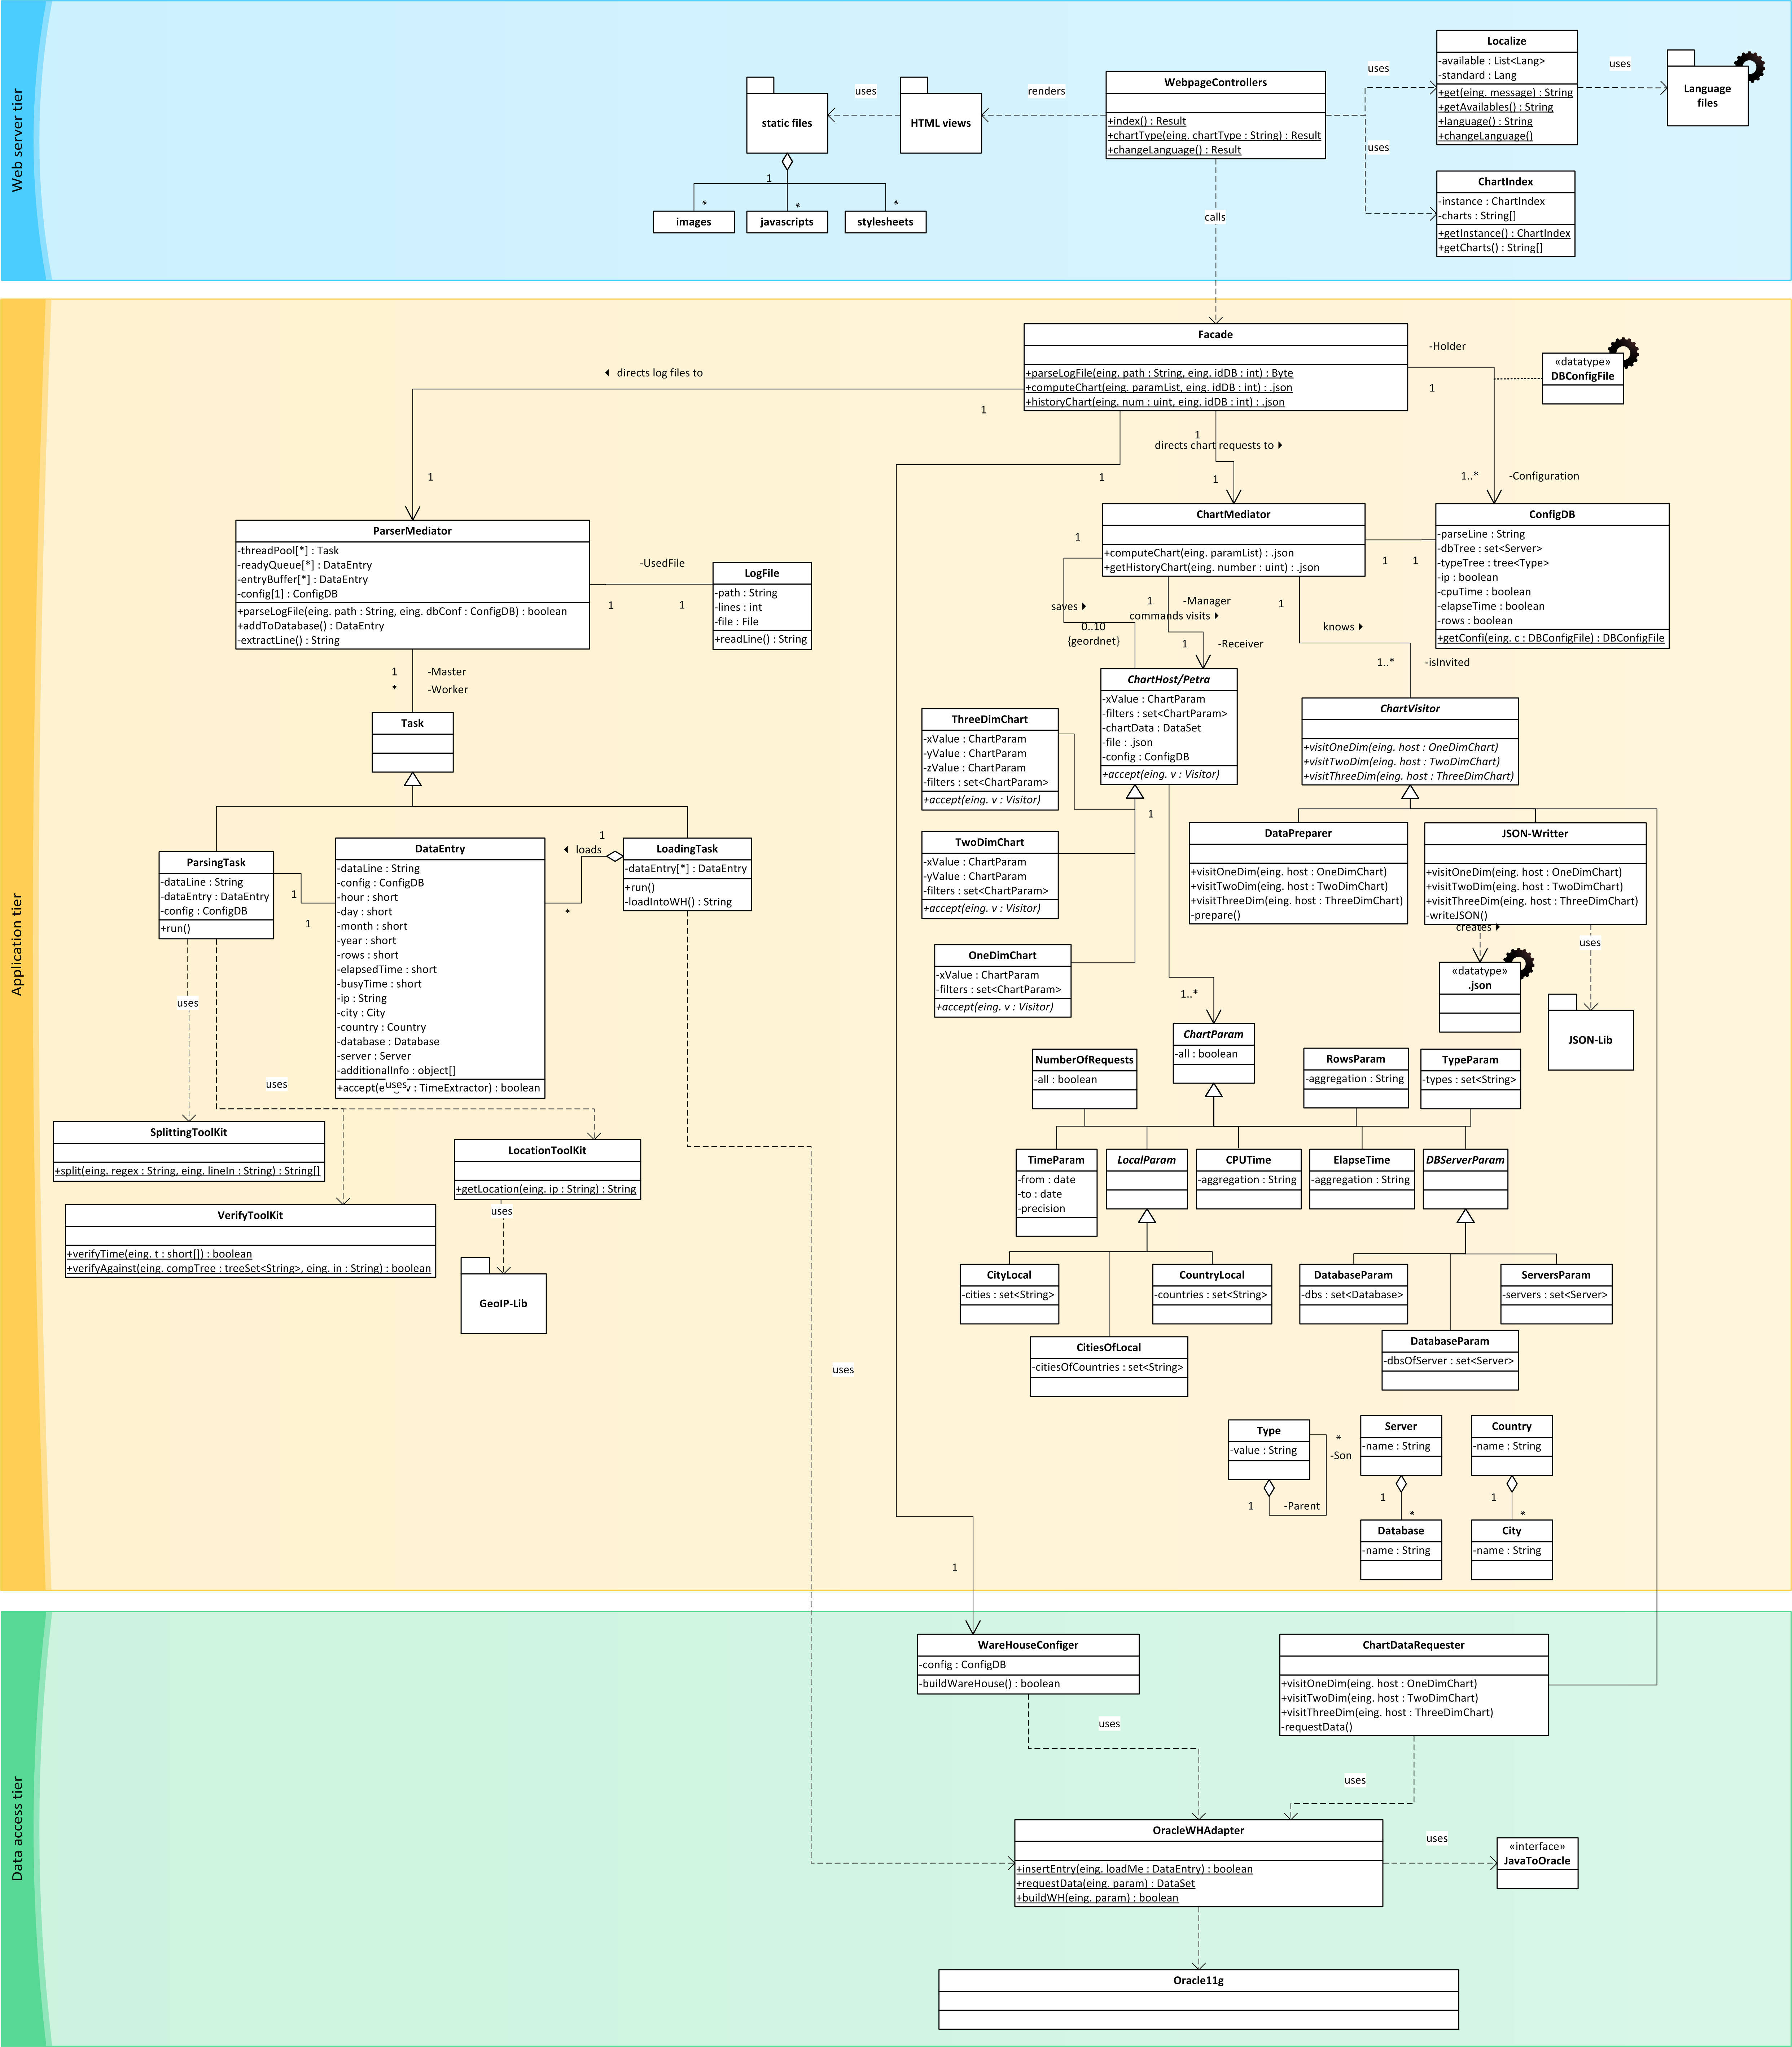 Web server tier
Localize
-available : List<Lang>
-standard : Lang
+get(eing. message) : String
+getAvailables() : String
+language() : String
+changeLanguage()
uses
Language
files
uses
WebpageControllers
+index() : Result
+chartType(eing. chartType : String) : Result
+changeLanguage() : Result
renders
HTML views
uses
static files
1
*
*
*
images
javascripts
stylesheets
uses
ChartIndex
-instance : ChartIndex
-charts : String[]
+getInstance() : ChartIndex
+getCharts() : String[]
calls
Application tier
Facade
+parseLogFile(eing. path : String, eing. idDB : int) : Byte
+computeChart(eing. paramList, eing. idDB : int) : .json
+historyChart(eing. num : uint, eing. idDB : int) : .json
-Holder
1
«datatype»
DBConfigFile
directs log files to
1
1
directs chart requests to
1
1
1
1..*
-Configuration
ParserMediator
-threadPool[*] : Task
-readyQueue[*] : DataEntry
-entryBuffer[*] : DataEntry
-config[1] : ConfigDB
+parseLogFile(eing. path : String, eing. dbConf : ConfigDB) : boolean
+addToDatabase() : DataEntry
-extractLine() : String
-UsedFile
1
1
LogFile
-path : String
-lines : int
-file : File
+readLine() : String
ChartMediator
+computeChart(eing. paramList) : .json
+getHistoryChart(eing. number : uint) : .json
1
1
1
ConfigDB
-parseLine : String
-dbTree : set<Server>
-typeTree : tree<Type>
-ip : boolean
-cpuTime : boolean
-elapseTime : boolean
-rows : boolean
+getConfi(eing. c : DBConfigFile) : DBConfigFile
saves
0..10
{geordnet}
1
-Manager
commands visits
1
-Receiver
1
knows
1..*
-isInvited
1
-Master
*
-Worker
Task
ChartHost/Petra
-xValue : ChartParam
-filters : set<ChartParam>
-chartData : DataSet
-file : .json
-config : ConfigDB
+accept(eing. v : Visitor)
1
ChartVisitor
+visitOneDim(eing. host : OneDimChart)
+visitTwoDim(eing. host : TwoDimChart)
+visitThreeDim(eing. host : ThreeDimChart)
ThreeDimChart
-xValue : ChartParam
-yValue : ChartParam
-zValue : ChartParam
-filters : set<ChartParam>
+accept(eing. v : Visitor)
TwoDimChart
-xValue : ChartParam
-yValue : ChartParam
-filters : set<ChartParam>
+accept(eing. v : Visitor)
OneDimChart
-xValue : ChartParam
-filters : set<ChartParam>
+accept(eing. v : Visitor)
DataPreparer
+visitOneDim(eing. host : OneDimChart)
+visitTwoDim(eing. host : TwoDimChart)
+visitThreeDim(eing. host : ThreeDimChart)
-prepare()
JSON-Writter
+visitOneDim(eing. host : OneDimChart)
+visitTwoDim(eing. host : TwoDimChart)
+visitThreeDim(eing. host : ThreeDimChart)
-writeJSON()
creates
uses
«datatype»
.json
JSON-Lib
ParsingTask
-dataLine : String
-dataEntry : DataEntry
-config : ConfigDB
+run()
1
1
DataEntry
-dataLine : String
-config : ConfigDB
-hour : short
-day : short
-month : short
-year : short
-rows : short
-elapsedTime : short
-busyTime : short
-ip : String
-city : City
-country : Country
-database : Database
-server : Server
-additionalInfo : object[]
+accept(e v : TimeExtractor) : boolean
uses
1
loads
*
LoadingTask
-dataEntry[*] : DataEntry
+run()
-loadIntoWH() : String
uses
uses
SplittingToolKit
+split(eing. regex : String, eing. lineIn : String) : String[]
VerifyToolKit
+verifyTime(eing. t : short[]) : boolean
+verifyAgainst(eing. compTree : treeSet<String>, eing. in : String) : boolean
LocationToolKit
+getLocation(eing. ip : String) : String
uses
GeoIP-Lib
uses
1..*
ChartParam
-all : boolean
NumberOfRequests
-all : boolean
RowsParam
-aggregation : String
TypeParam
-types : set<String>
TimeParam
-from : date
-to : date
-precision
LocalParam
CPUTime
-aggregation : String
ElapseTime
-aggregation : String
DBServerParam
CityLocal
-cities : set<String>
CountryLocal
-countries : set<String>
CitiesOfLocal
-citiesOfCountries : set<String>
DatabaseParam
-dbs : set<Database>
ServersParam
-servers : set<Server>
DatabaseParam
-dbsOfServer : set<Server>
Type
-value : String
*
-Son
1
-Parent
Server
-name : String
1
*
Database
-name : String
Country
-name : String
1
*
City
-name : String
1
Data access tier
WareHouseConfiger
-config : ConfigDB
-buildWareHouse() : boolean
uses
ChartDataRequester
+visitOneDim(eing. host : OneDimChart)
+visitTwoDim(eing. host : TwoDimChart)
+visitThreeDim(eing. host : ThreeDimChart)
-requestData()
uses
OracleWHAdapter
+insertEntry(eing. loadMe : DataEntry) : boolean
+requestData(eing. param) : DataSet
+buildWH(eing. param) : boolean
uses
«interface»
JavaToOracle
Oracle11g